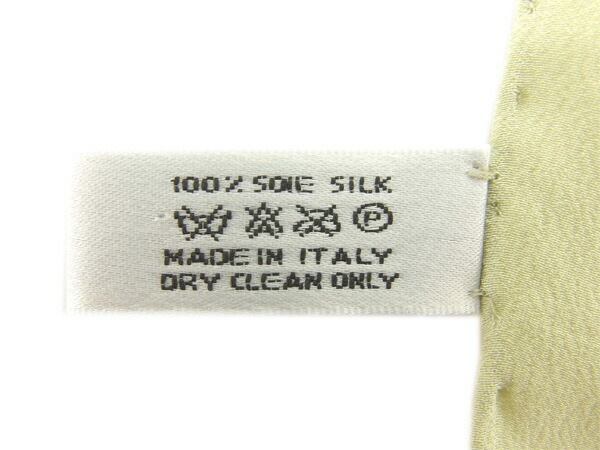 100% SOIE SILK
P
MADE IN ITALY
DRY CLEAN ONLY